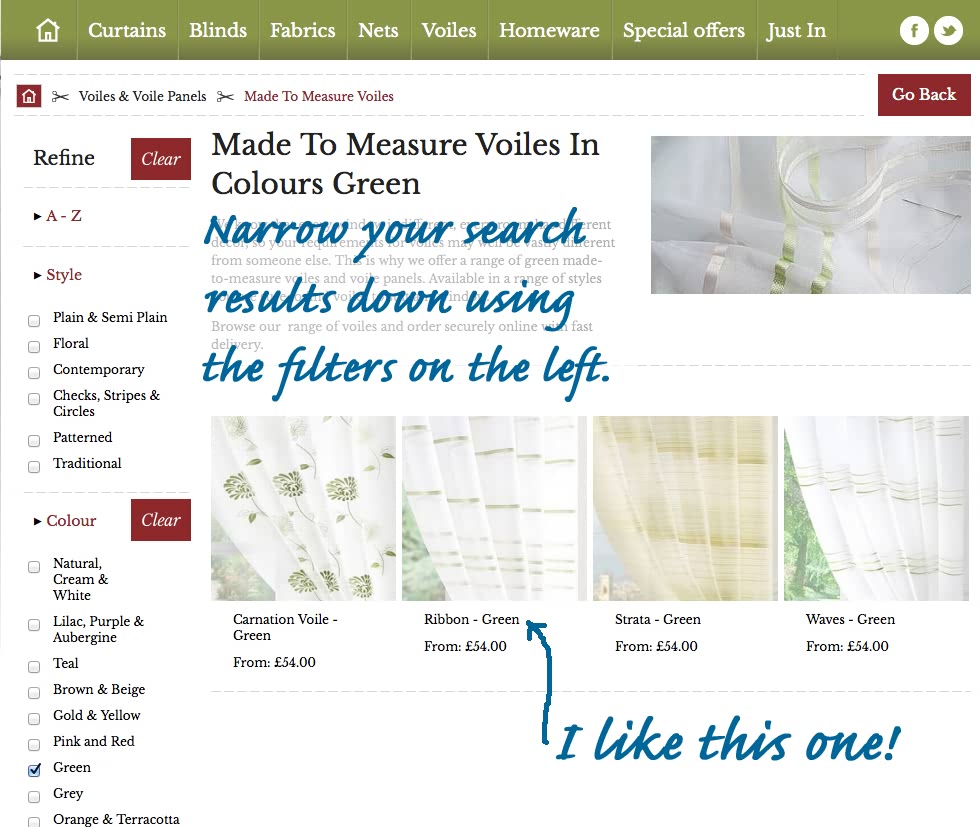 Curtains Blinds Fabrics Nets Voiles Homeware Special offers Just In
Voiles & Voile Panels Made To Measure Voiles
Go Back
Refine
Clear
A - Z
Style
Plain & Semi Plain
Floral
Contemporary
Checks, Stripes &
Circles
Patterned
Traditional
Colour
Clear
Natural,
Cream &
White
Lilac, Purple &
Aubergine
Teal
Brown & Beige
Gold & Yellow
Pink and Red
Green
Grey
Orange & Terracotta
Made To Measure Voiles In
Colours Green
Narrow your search
results down using
the filters on the left.
decor, so your requirements for voiles may well be vastly different
from someone else. This is why we offer a range of green made-
to-measure voiles and voile panels. Available in a range of styles
Browse our range of voiles and order securely online with fast
delivery.
Carnation Voile -
Green
From: £54.00
Ribbon - Green
From: £54.00
Strata - Green
From: £54.00
Waves - Green
From: £54.00
I like this one!